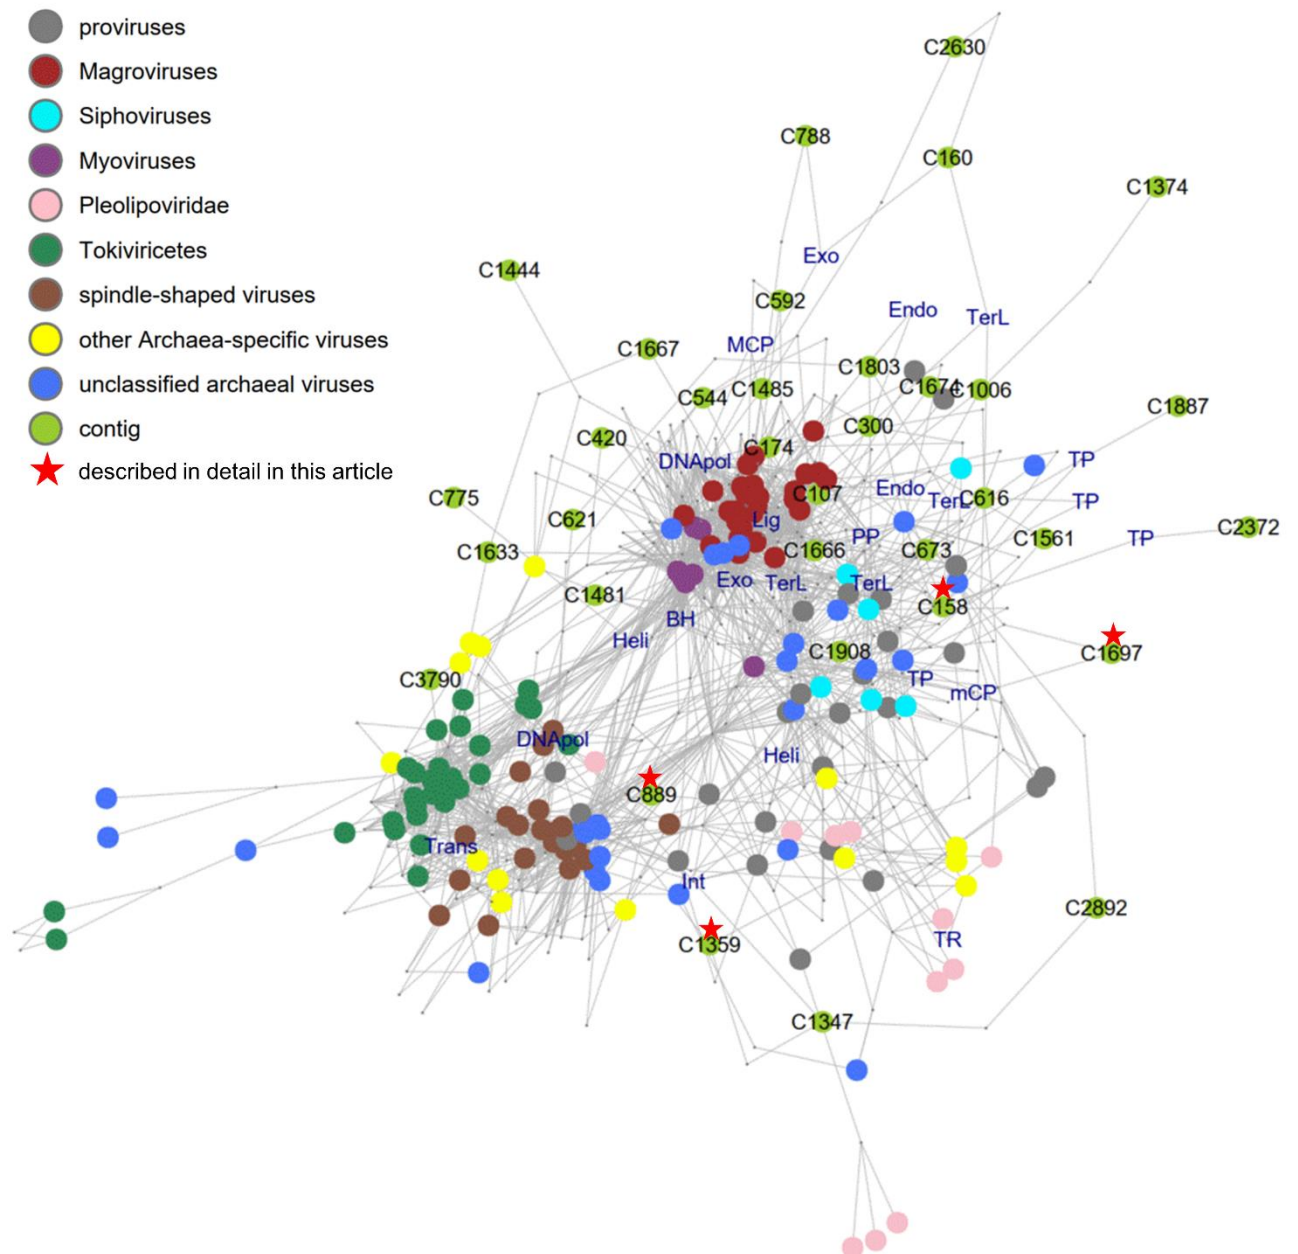 proviruses
Magroviruses
Siphoviruses
Myoviruses
Pleolipoviridae
Tokiviricetes
spindle-shaped viruses
other Archaea-specific viruses
unclassified archaeal viruses
contig
described in detail in this article
C2630
C788
C160
C1374
Exo
C1444
C592
Endo
TerL
MCP
C1667
C1803
C1674
C1006
C544
C1485
C1887
C300
C420
C174
DNApol
TP
C775
C107
Endo
TerL
C616
TP
C621
Lig
C2372
PP
C1561
TP
C1633
C1666
C673
Exo
TerL
TerL
C1481
C158
BH
Heli
C1908
C1697
C3790
TP
mCP
DNApol
Heli
C889
Trans
Int
C2892
C1359
TR
C1347